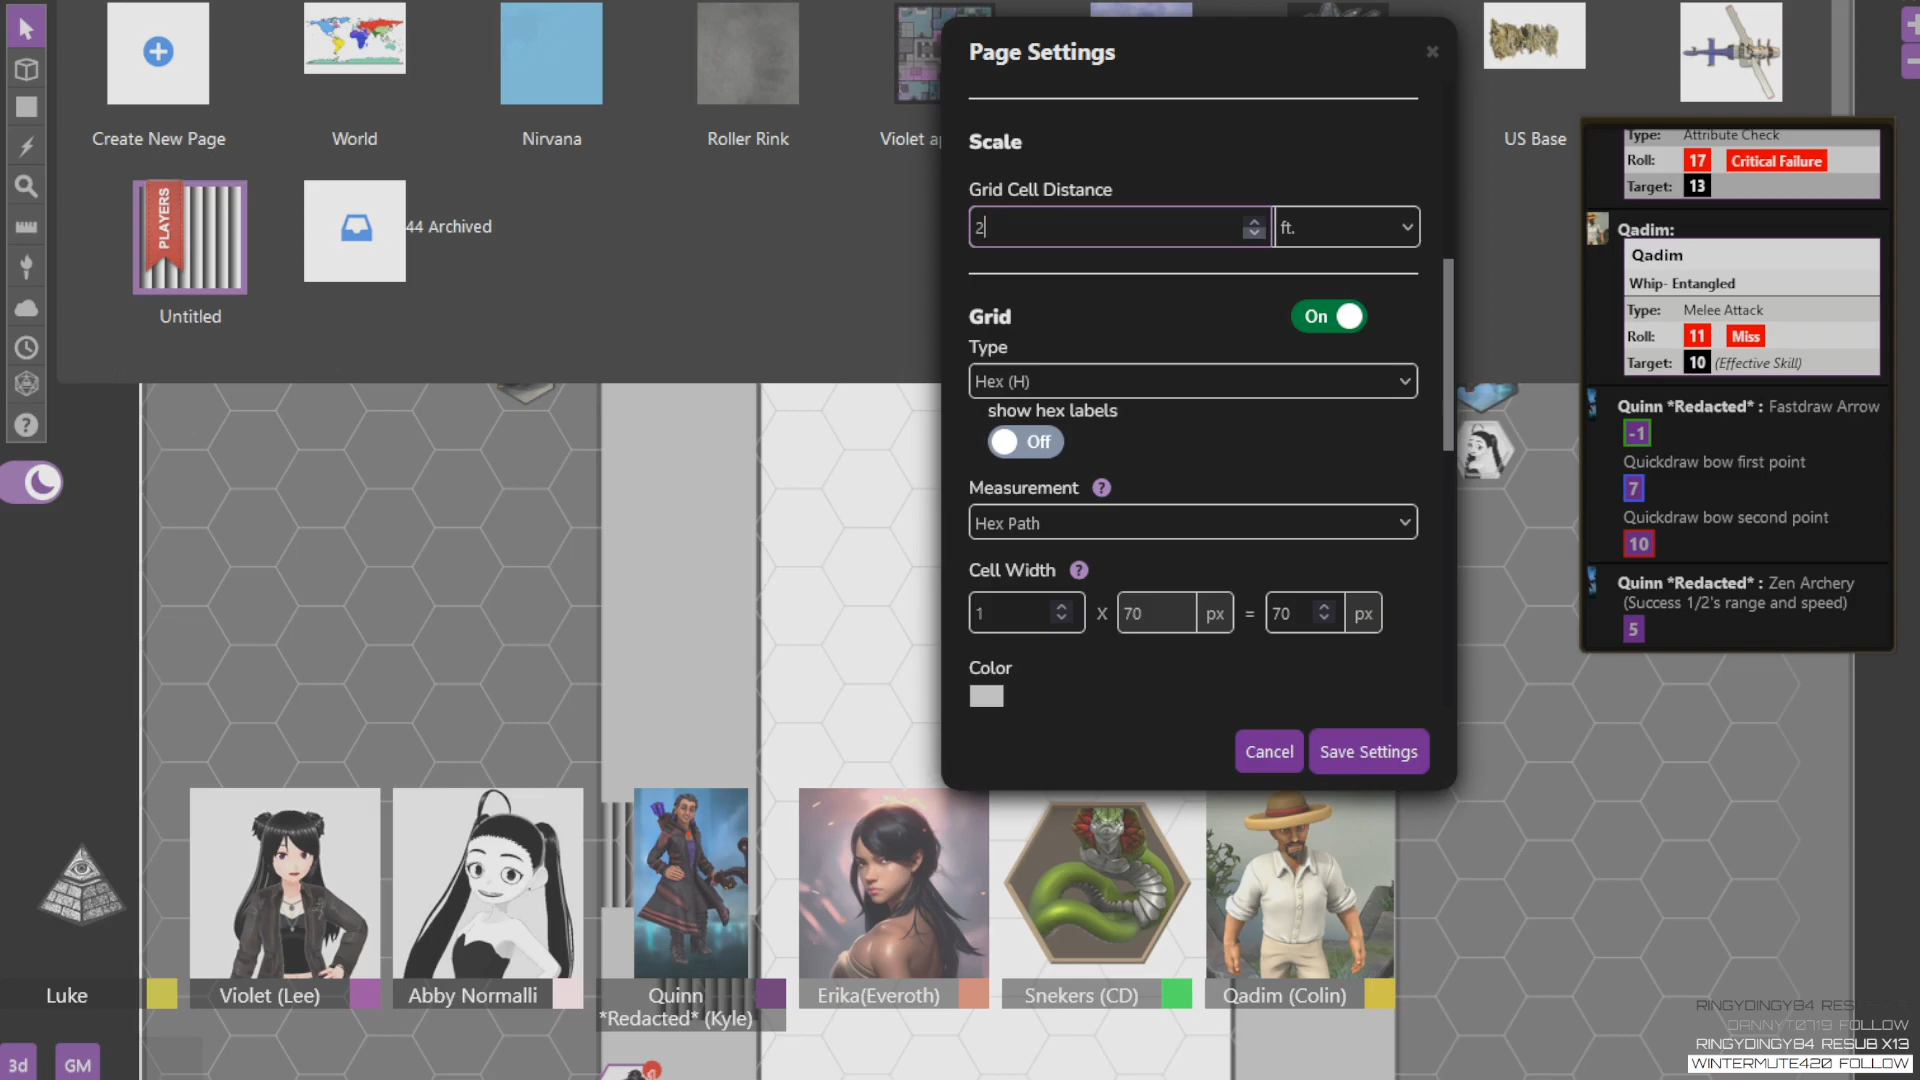 Create New Page
World
Nirvana
Roller Rink
Violet a
US Base
PLAYERS
Untitled
44 Archived
Page Settings
×
Scale
Grid Cell Distance
2
ft.
Grid
On
Type
Hex (H)
show hex labels
Off
Measurement ?
Hex Path
Cell Width ?
1 X 70 px = 70 px
Color
Cancel
Save Settings
Type: Attribute Check
Roll: 17 Critical Failure
Target: 13
Qadim:
Qadim
Whip- Entangled
Type: Melee Attack
Roll: 11 Miss
Target: 10 (Effective Skill)
Quinn *Redacted* : Fastdraw Arrow
-1
Quickdraw bow first point
7
Quickdraw bow second point
10
Quinn *Redacted* : Zen Archery
(Success 1/2's range and speed)
5
Luke
Violet (Lee)
Abby Normalli
Quinn
*Redacted* (Kyle)
Erika(Everoth)
Snekers (CD)
Qadim (Colin)
3d
GM
RINGYDINGY84 RESUB
DANNYT0719 FOLLOW
RINGYDINGY84 RESUB X13
WINTERMUTE420 FOLLOW